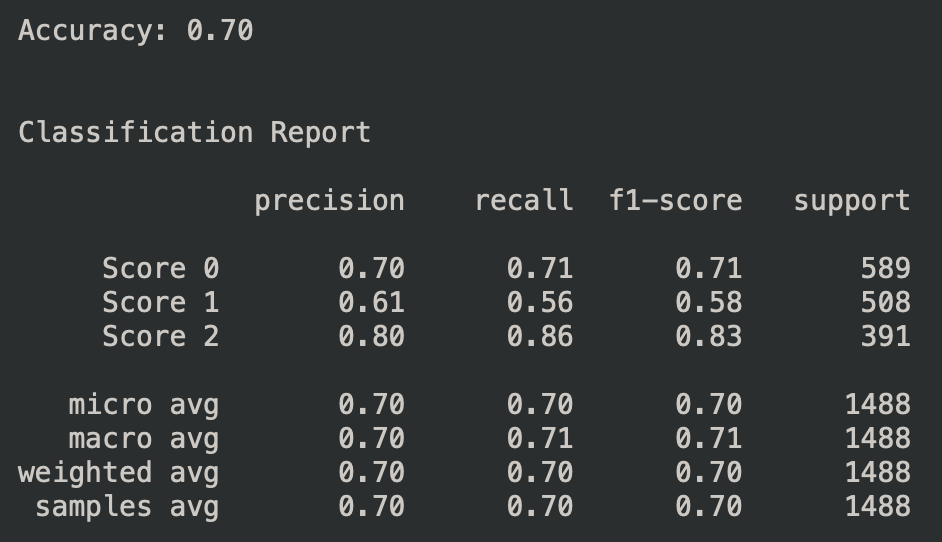 Accuracy: 0.70
Classification Report
precision recall f1-score support
Score 0 0.70 0.71 0.71 589
Score 1 0.61 0.56 0.58 508
Score 2 0.80 0.86 0.83 391
micro avg 0.70 0.70 0.70 1488
macro avg 0.70 0.71 0.71 1488
weighted avg 0.70 0.70 0.70 1488
samples avg 0.70 0.70 0.70 1488